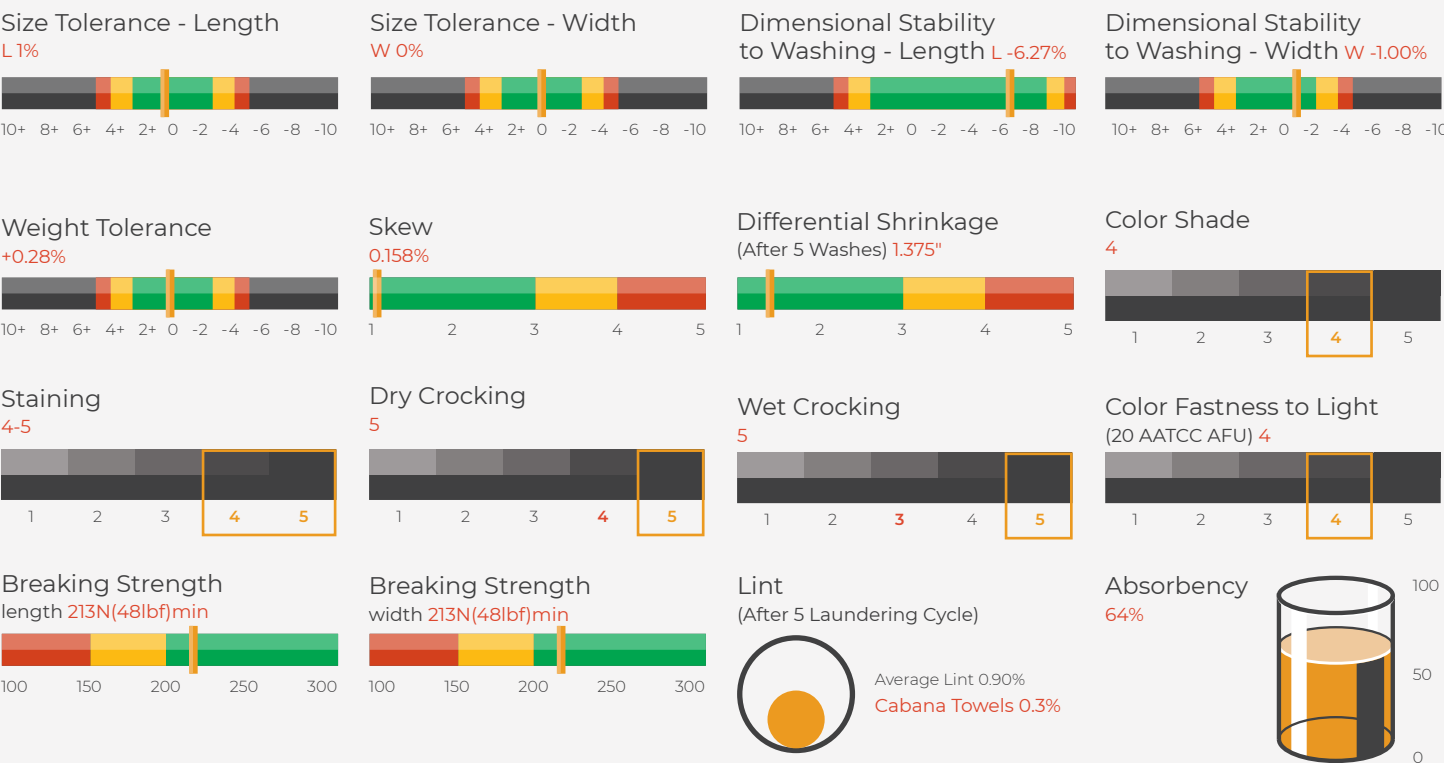 Size Tolerance - Length
L 1%
10+ 8+ 6+ 4+ 2+ 0 -2 -4 -6 -8 -10
Size Tolerance - Width
W 0%
10+ 8+ 6+ 4+ 2+ 0 -2 -4 -6 -8 -10
Dimensional Stability
to Washing - Length L -6.27%
10+ 8+ 6+ 4+ 2+ 0 -2 -4 -6 -8 -10
Dimensional Stability
to Washing - Width W -1.00%
10+ 8+ 6+ 4+ 2+ 0 -2 -4 -6 -8 -10
Weight Tolerance
+0.28%
10+ 8+ 6+ 4+ 2+ 0 -2 -4 -6 -8 -10
Skew
0.158%
1 2 3 4 5
Differential Shrinkage
(After 5 Washes) 1.375"
1 2 3 4 5
Color Shade
4
1 2 3 4 5
Staining
4-5
1 2 3 4 5
Dry Crocking
5
1 2 3 4 5
Wet Crocking
5
1 2 3 4 5
Color Fastness to Light
(20 AATCC AFU) 4
1 2 3 4 5
Breaking Strength
length 213N(48lbf)min
100 150 200 250 300
Breaking Strength
width 213N(48lbf)min
100 150 200 250 300
Lint
(After 5 Laundering Cycle)
Average Lint 0.90%
Cabana Towels 0.3%
Absorbency
64%
100
50
0